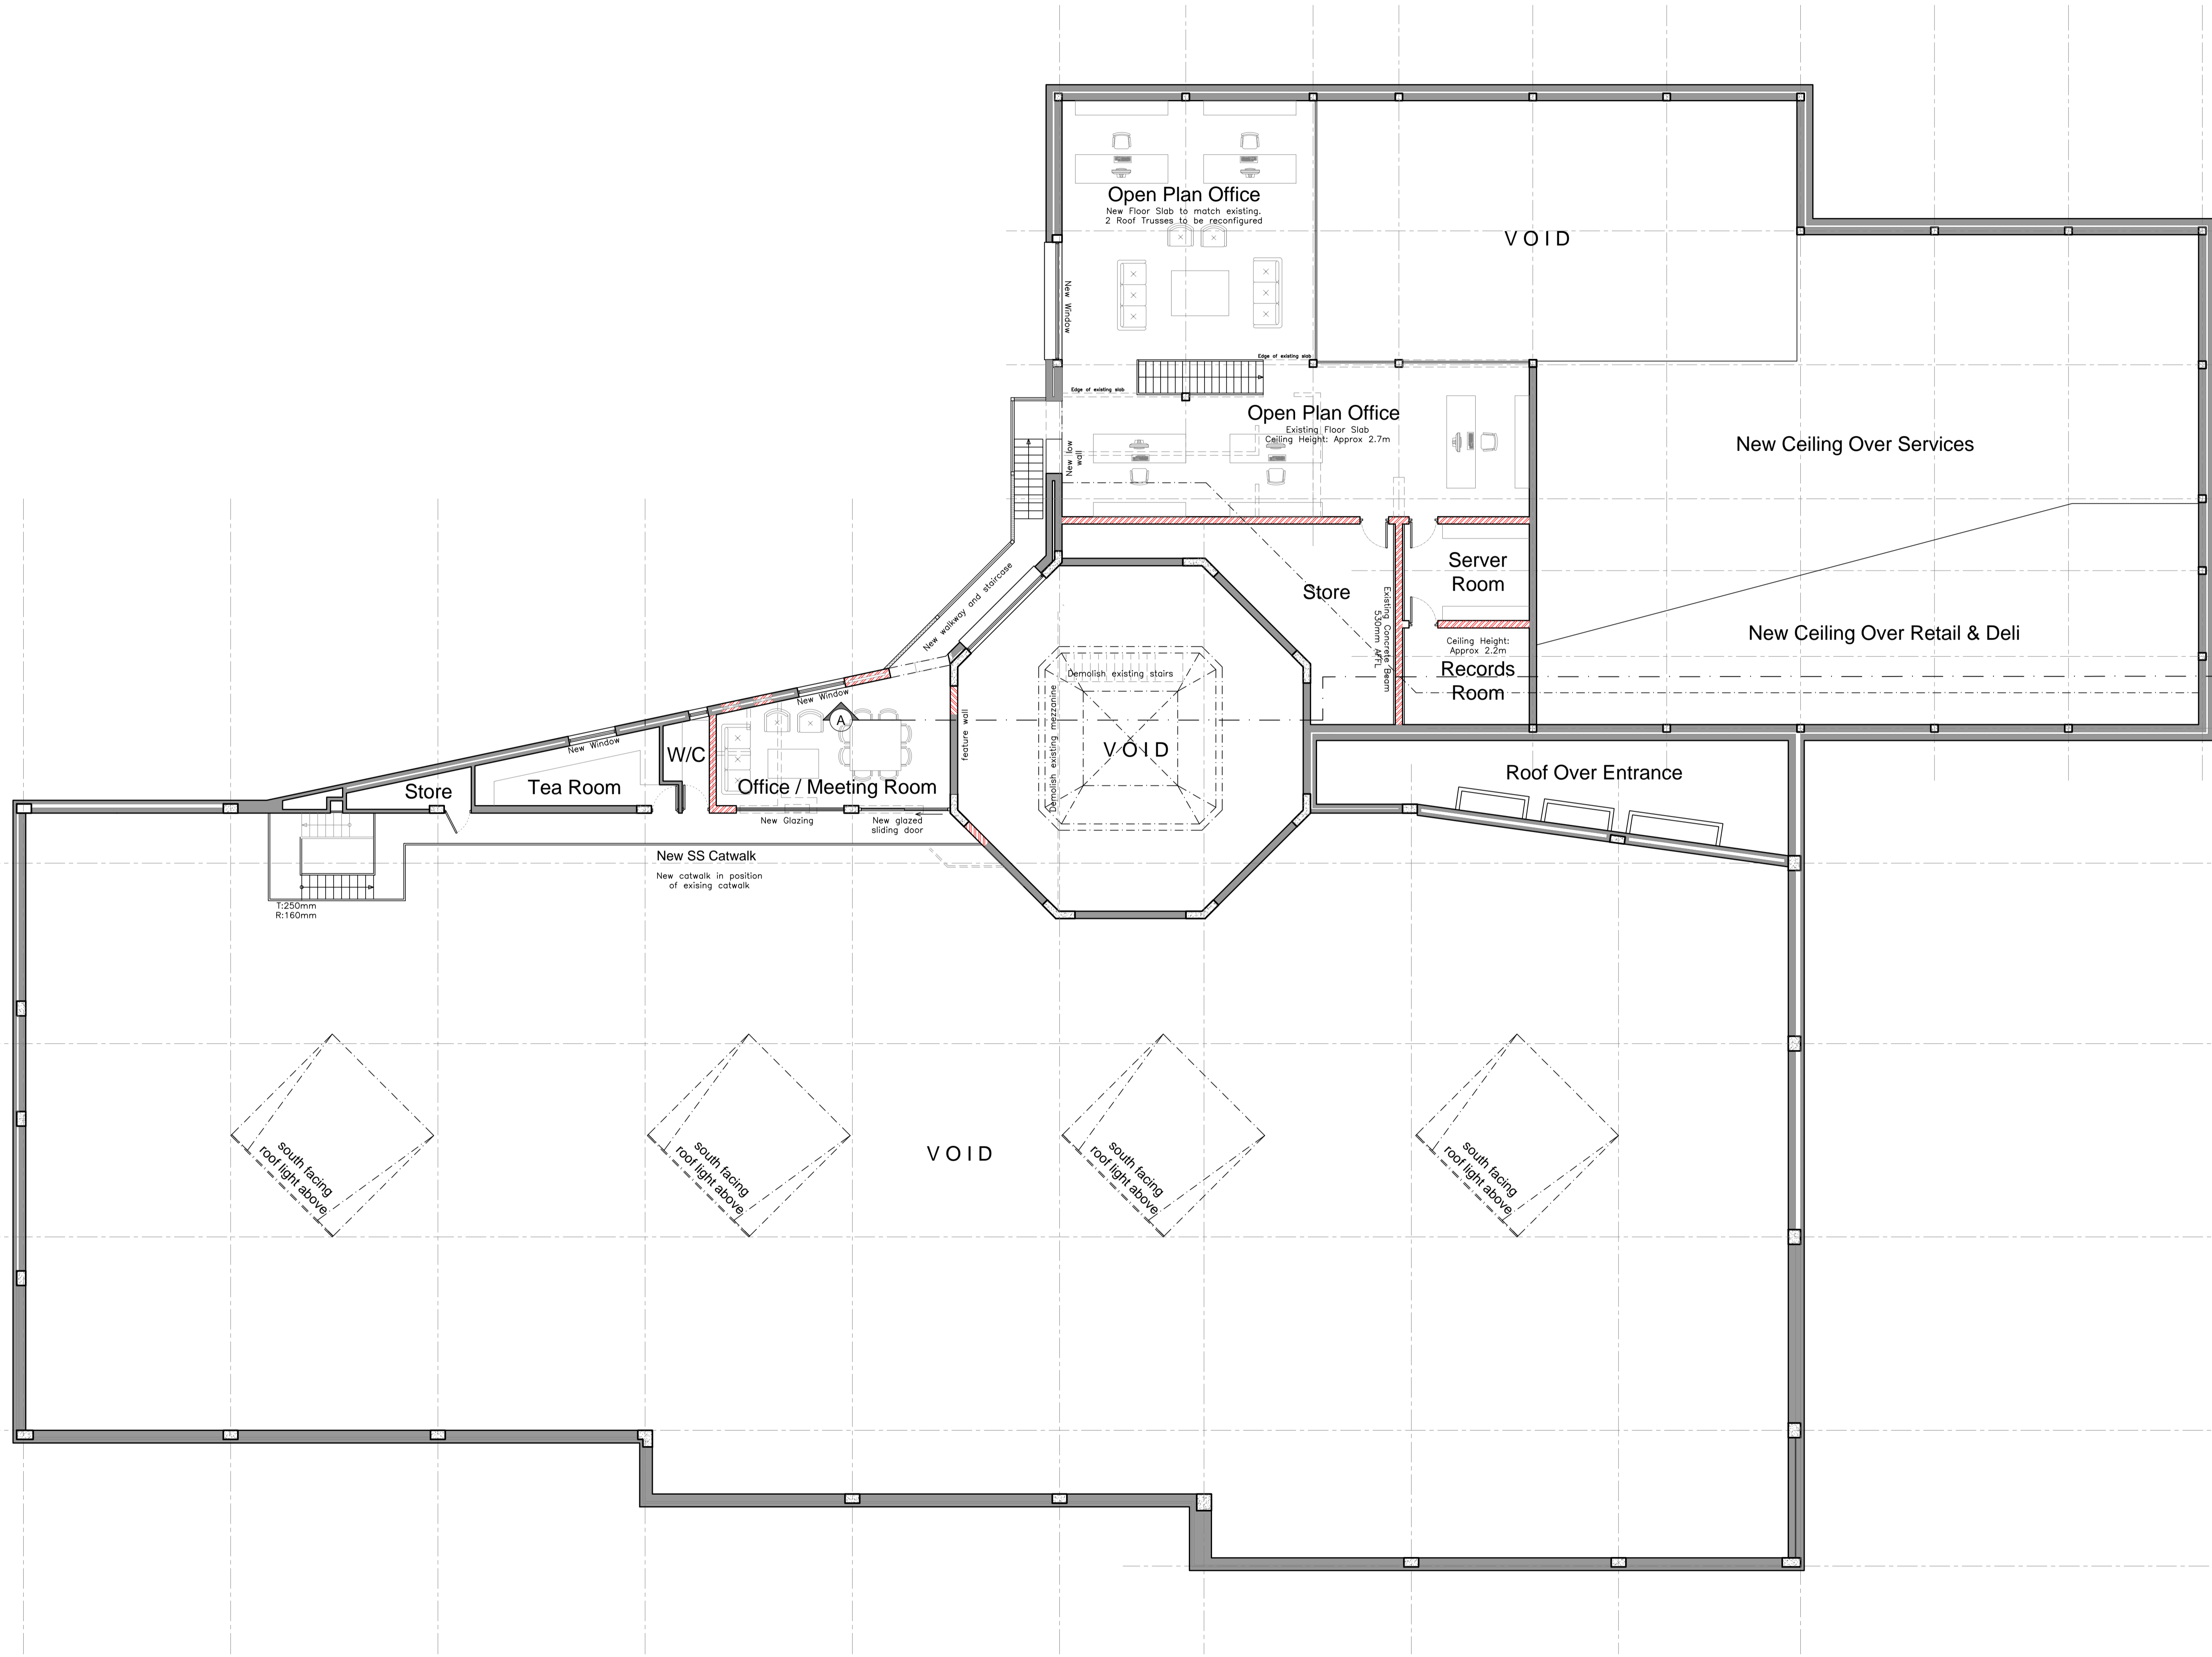 Open Plan Office
New Floor Slab to match existing.
2 Roof Trusses to be reconfigured
V O I D
New Window
Edge of existing slab
Edge of existing slab
Open Plan Office
Existing Floor Slab
Ceiling Height: Approx 2.7m
New low
wall
New Ceiling Over Services
Server
Room
Store
Existing Concrete Beam
530mm AFFL
New Ceiling Over Retail & Deli
Ceiling Height:
Approx 2.2m
Records
Room
New walkway and staircase
Demolish existing stairs
Demolish existing mezzanine
V O I D
feature wall
New Window
A
New Window
W/C
Office / Meeting Room
Tea Room
Store
Roof Over Entrance
New Glazing
New glazed
sliding door
New SS Catwalk
New catwalk in position
of exising catwalk
T:250mm
R:160mm
south facing
roof light above
south facing
roof light above
V O I D
south facing
roof light above
south facing
roof light above